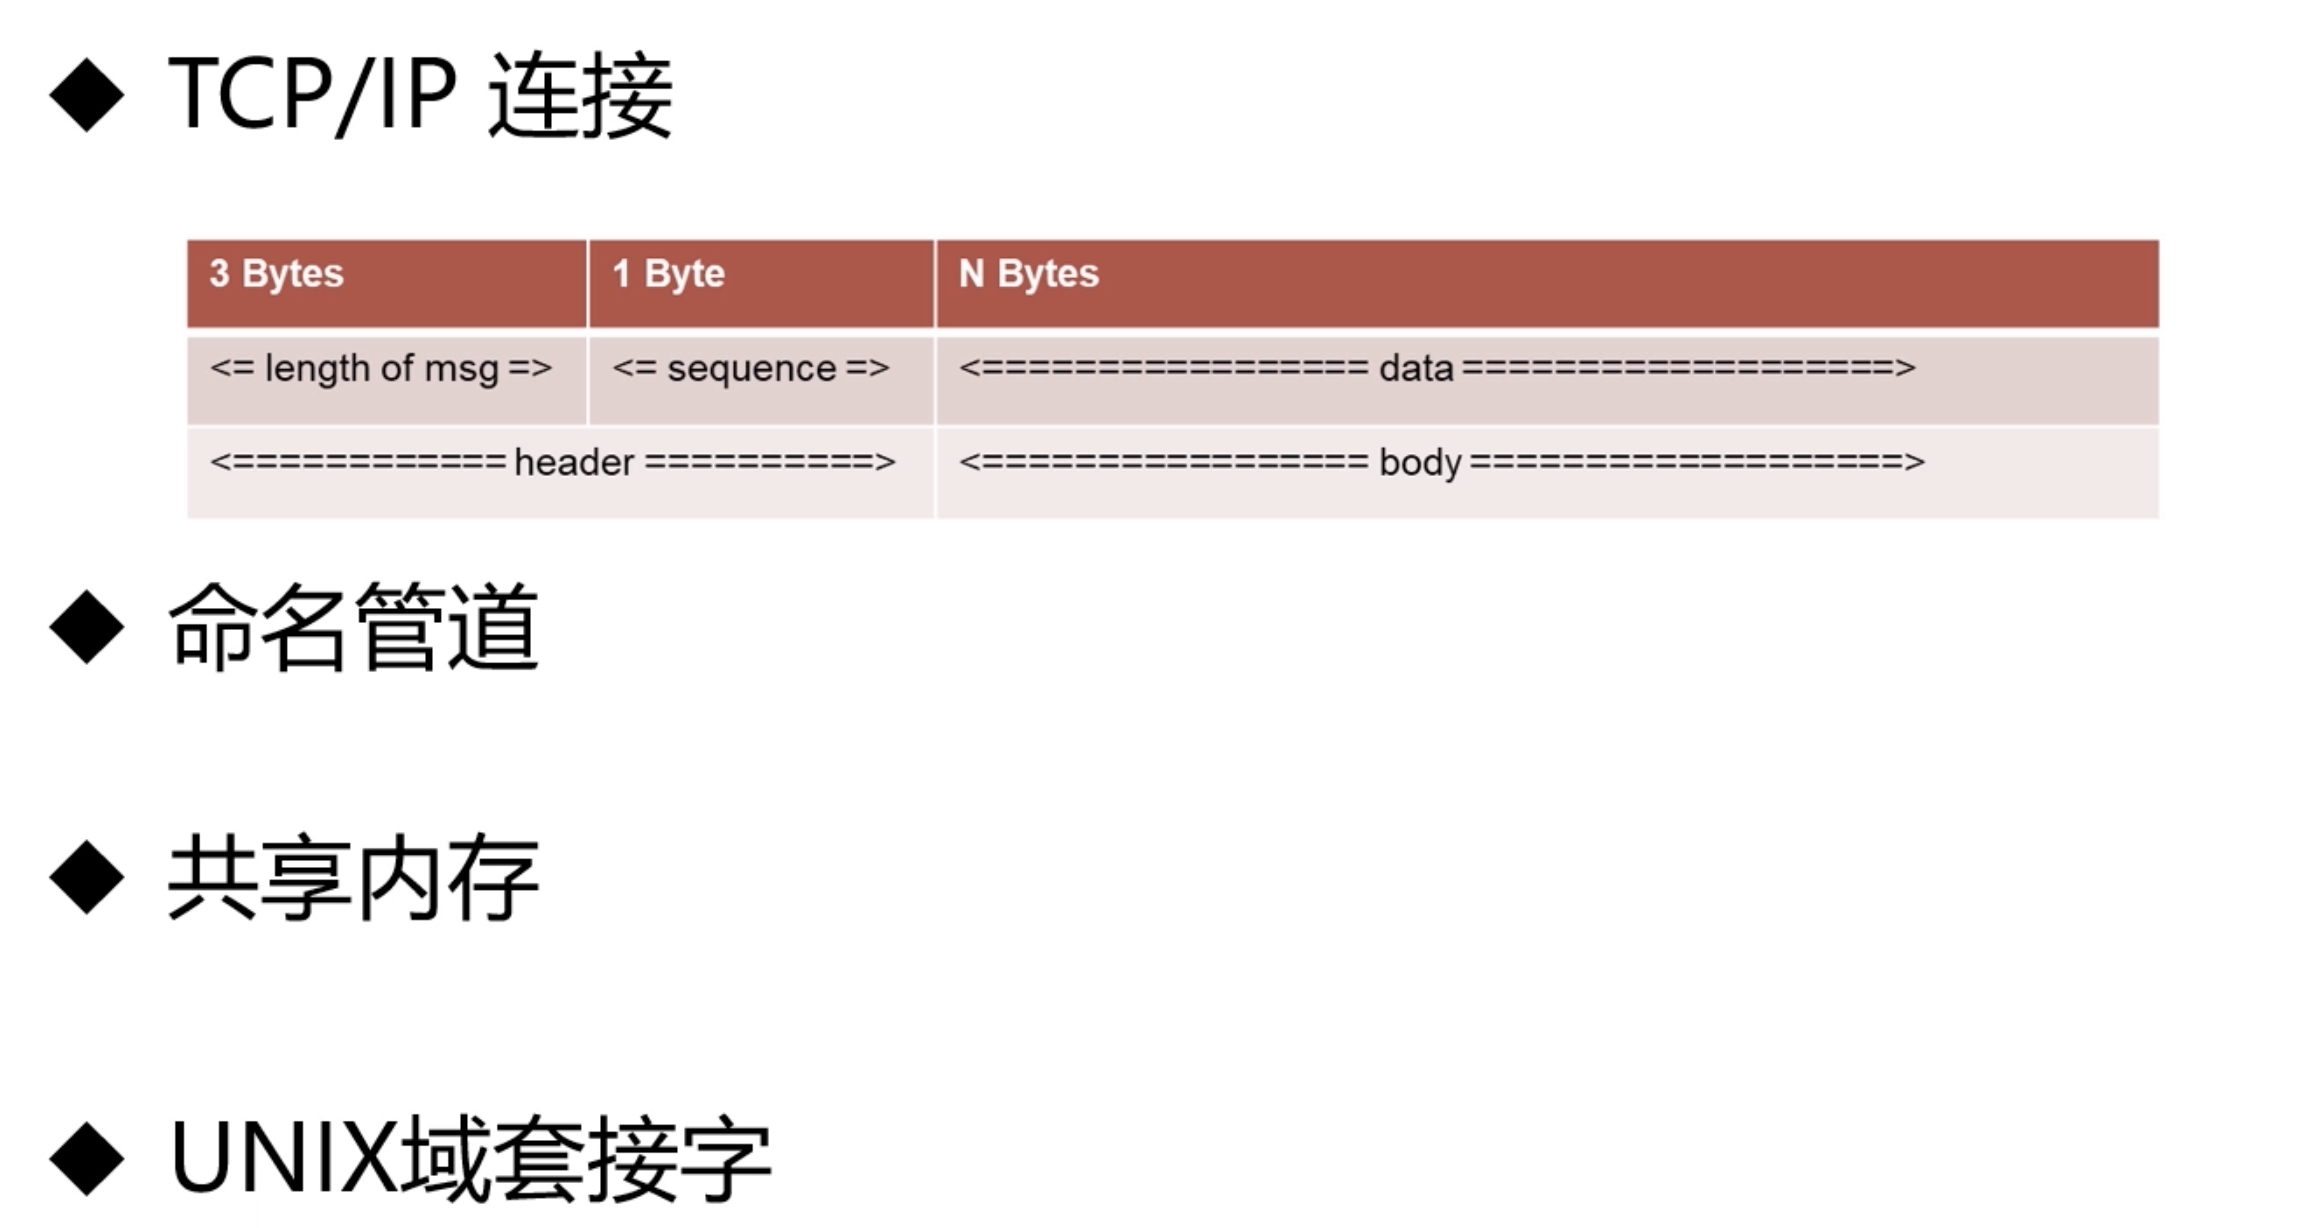 TCP/IP 连接
3 Bytes 1 Byte N Bytes
<= length of msg => <= sequence => <================= data ===================>
<============ header ==========> <================= body ===================>
命名管道
共享内存
UNIX域套接字